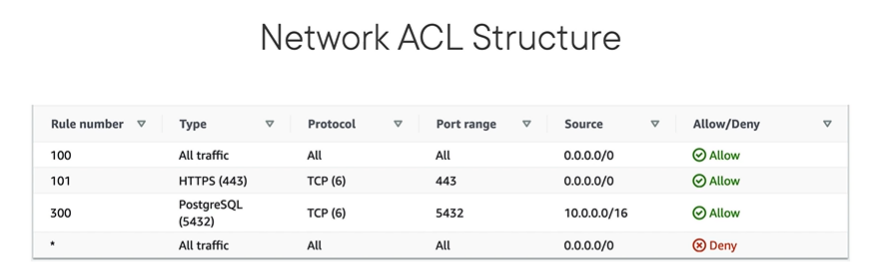 Network ACL Structure
Rule number Type Protocol Port range Source Allow/Deny
100 All traffic All All 0.0.0.0/0 Allow
101 HTTPS (443) TCP (6) 443 0.0.0.0/0 Allow
300 PostgreSQL (5432) TCP (6) 5432 10.0.0.0/16 Allow
* All traffic All All 0.0.0.0/0 Deny